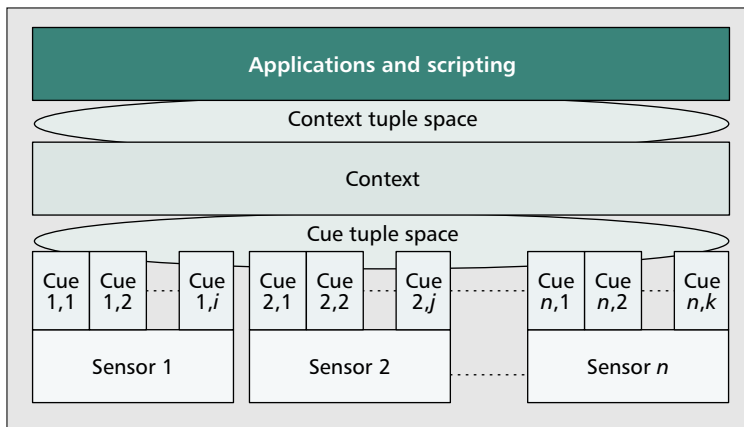 Applications and scripting
Context tuple space
Context
Cue tuple space
Cue 1,1
Cue 1,2
Cue 1,i
Cue 2,1
Cue 2,2
Cue 2,j
Cue n,1
Cue n,2
Cue n,k
Sensor 1
Sensor 2
Sensor n